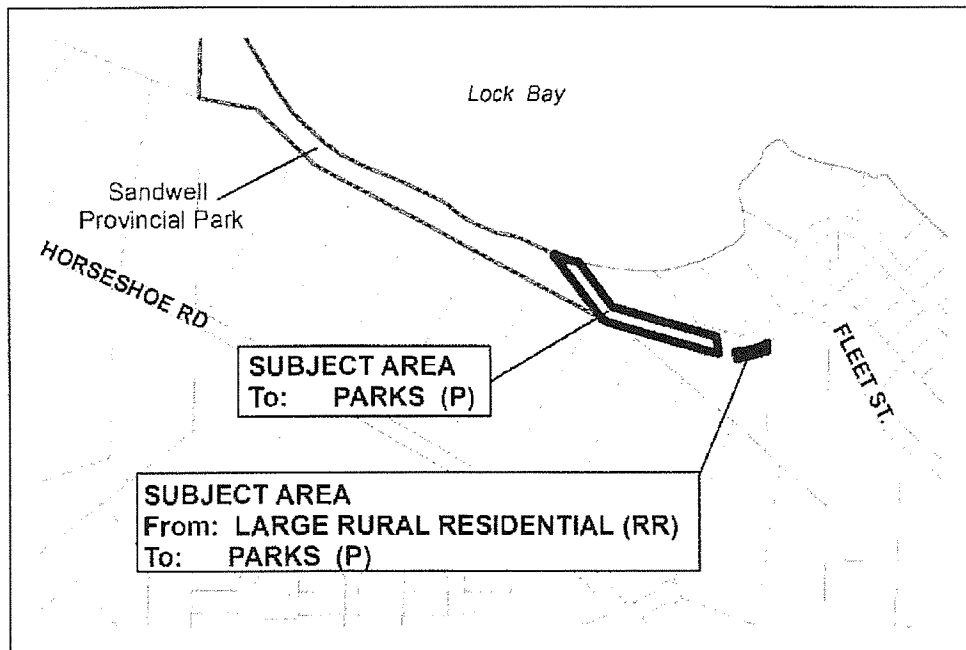 Lock Bay
Sandwell
Provincial Park
HORSESHOE RD
SUBJECT AREA
To: PARKS (P)
FLEET ST.
SUBJECT AREA
From: LARGE RURAL RESIDENTIAL (RR)
To: PARKS (P)